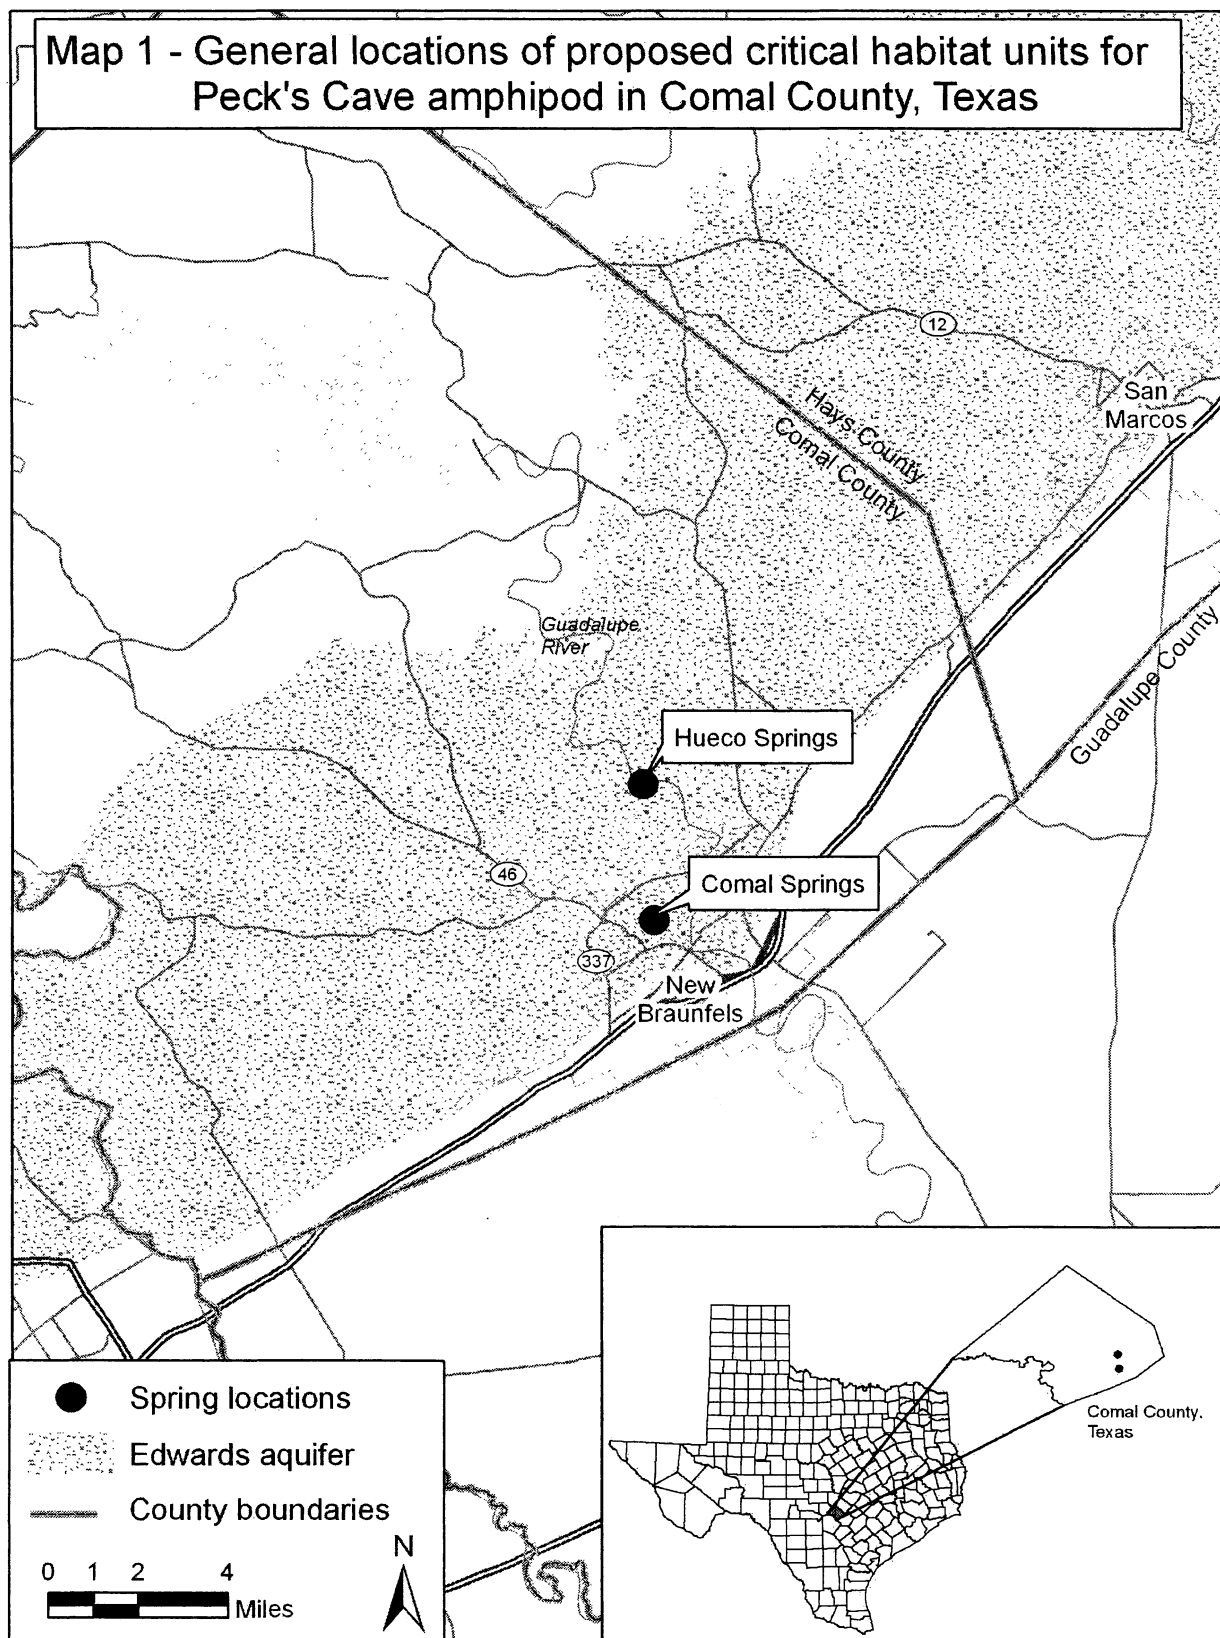 Map 1 - General locations of proposed critical habitat units for
Peck's Cave amphipod in Comal County, Texas
12
San
Marcos
Hays County
Comal County
Guadalupe
River
Guadalupe County
Hueco Springs
46
Comal Springs
337
New
Braunfels
Spring locations
Edwards aquifer
County boundaries
0 1 2 4
Miles
N
Comal County,
Texas